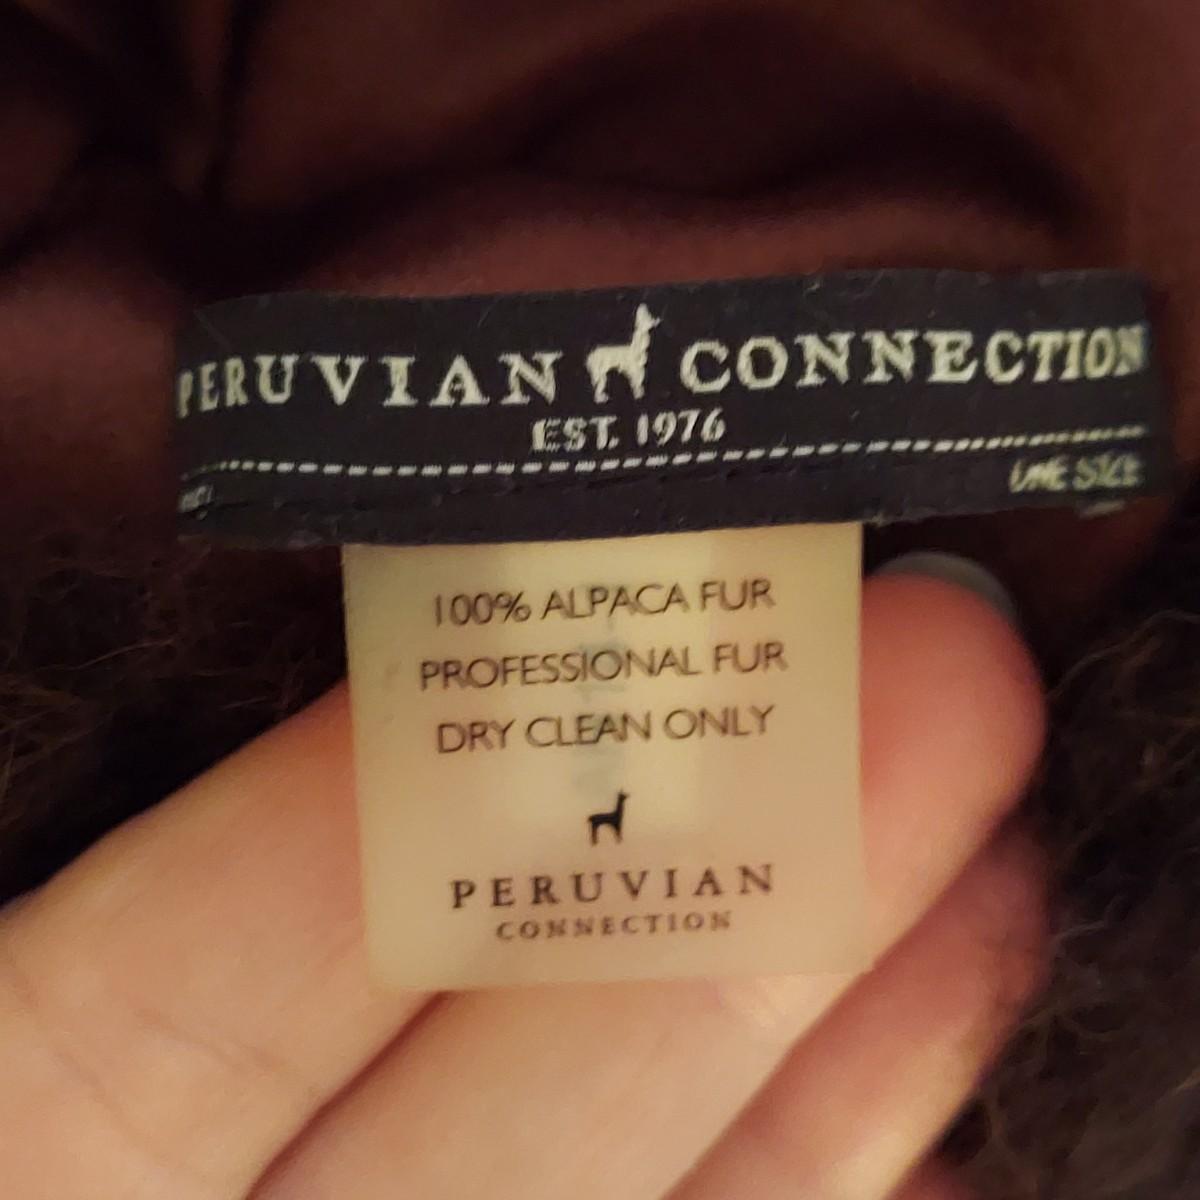 PERUVIAN CONNECTION
EST. 1976
ONE SIZE
100% ALPACA FUR
PROFESSIONAL FUR
DRY CLEAN ONLY
PERUVIAN
CONNECTION